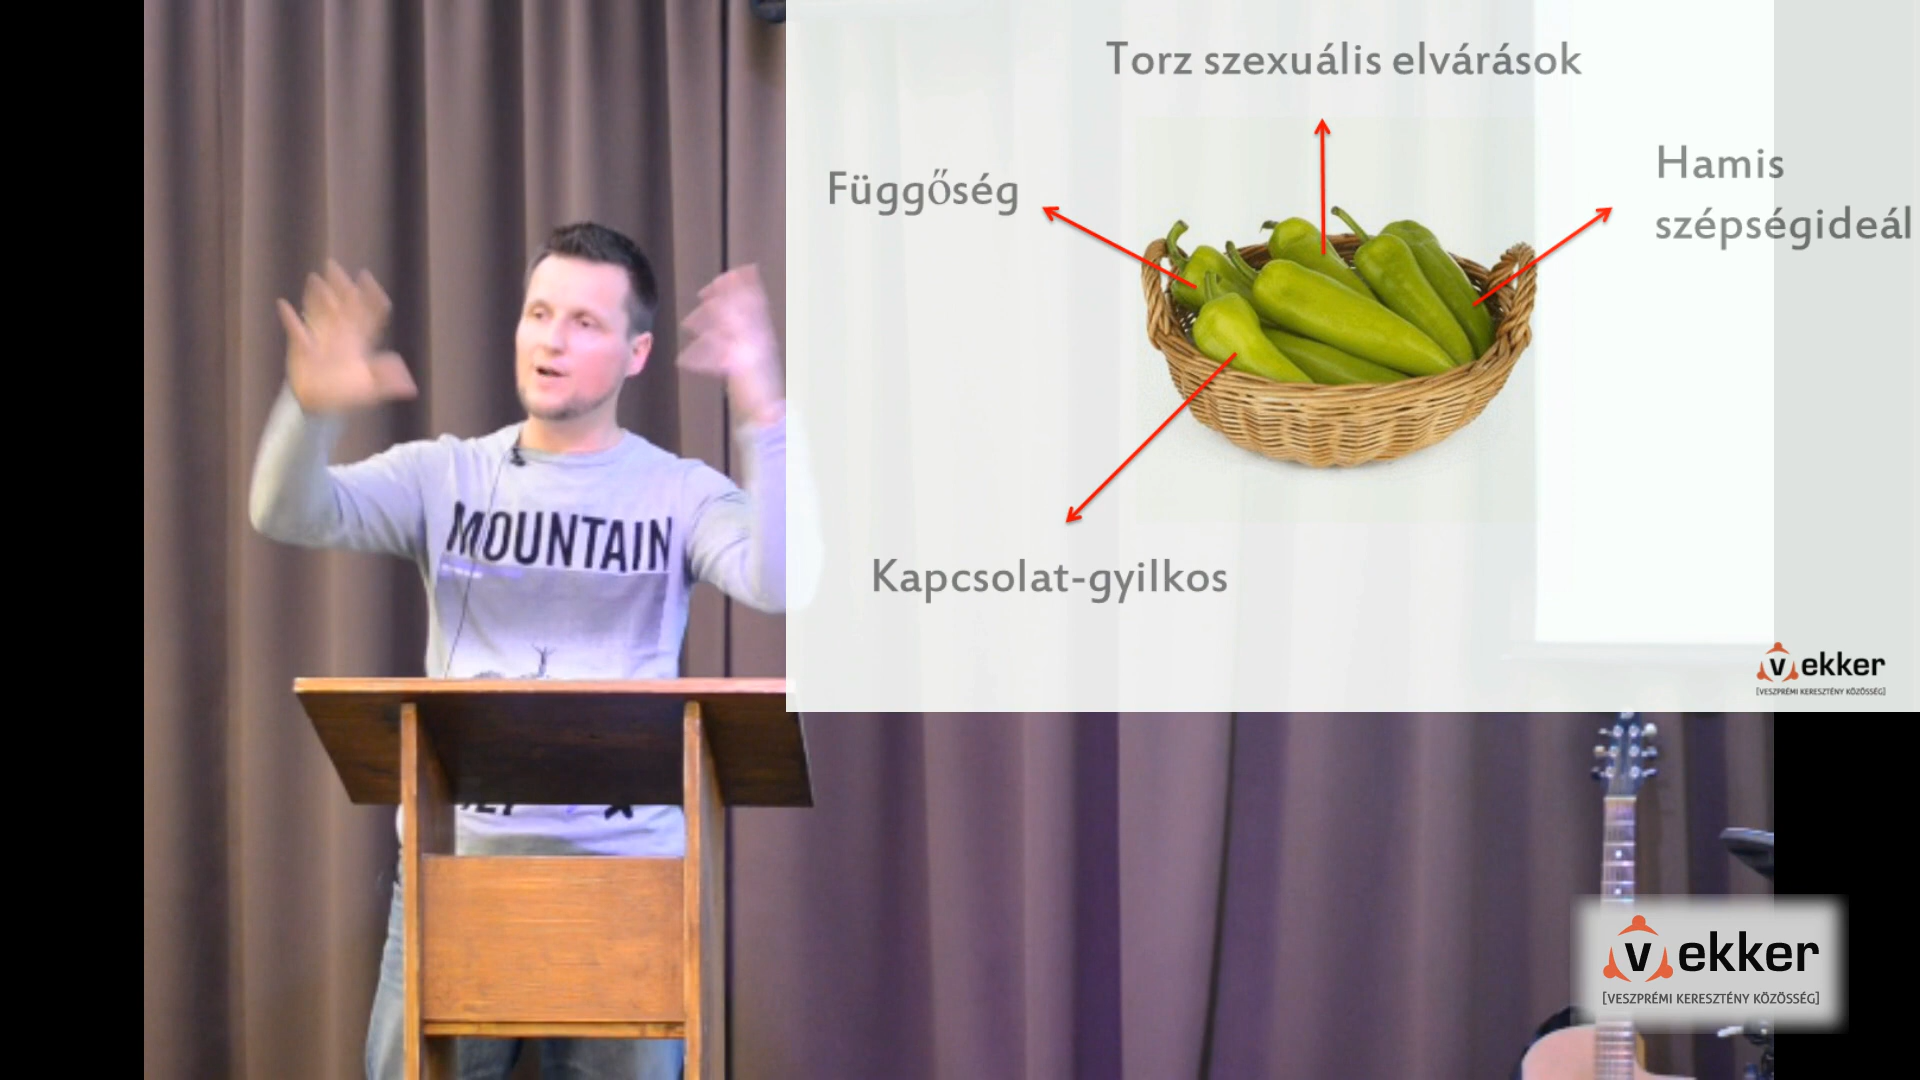 Torz szexuális elvárások
Függőség
Hamis
szépségideál
Kapcsolat-gyilkos
vekker
[VESZPRÉMI KERESZTÉNY KÖZÖSSÉG]
MOUNTAIN
vekker
[VESZPRÉMI KERESZTÉNY KÖZÖSSÉG]